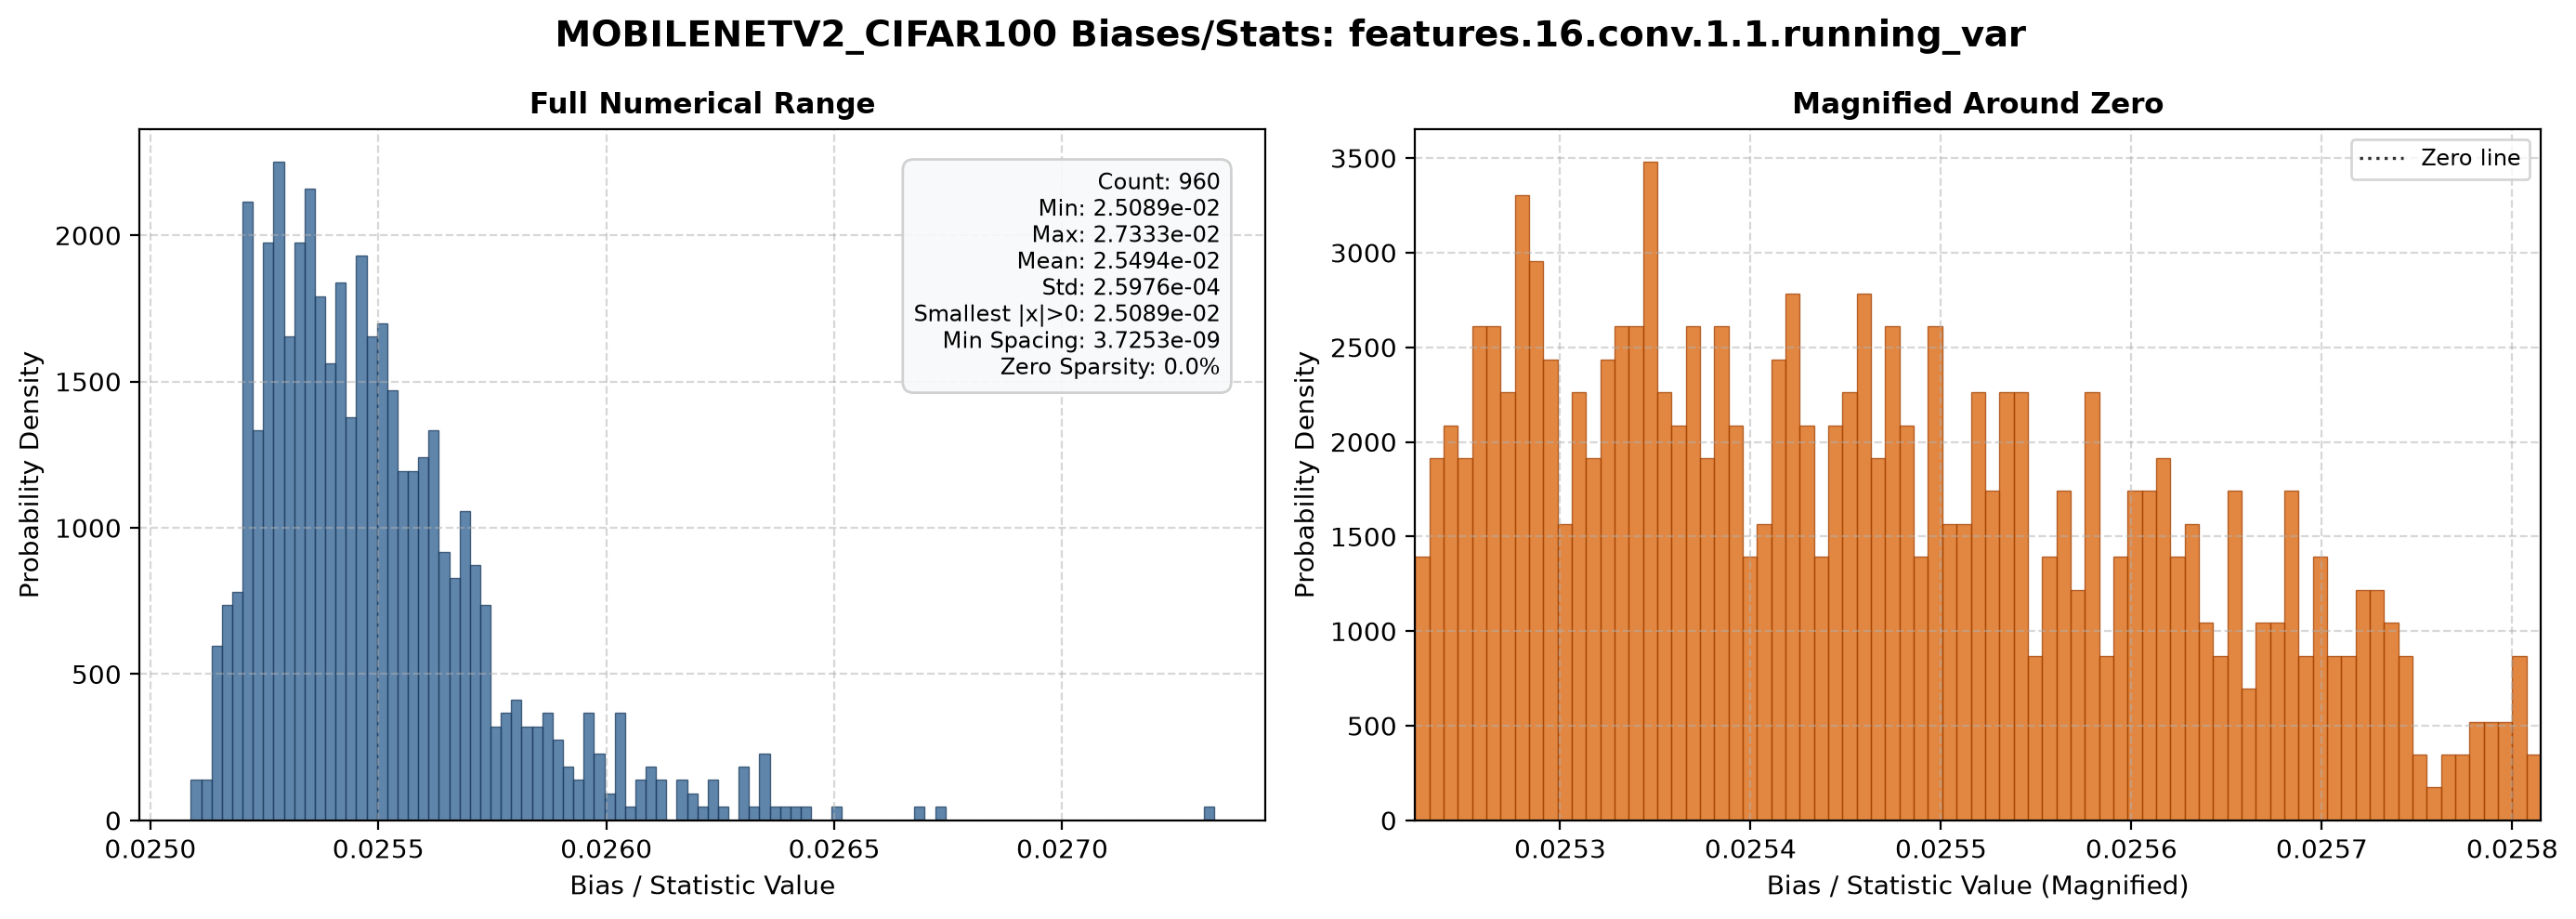 MOBILENETV2_CIFAR100 Biases/Stats: features.16.conv.1.1.running_var
Full Numerical Range
Probability Density
2000
1500
1000
500
0
Count: 960
Min: 2.5089e-02
Max: 2.7333e-02
Mean: 2.5494e-02
Std: 2.5976e-04
Smallest |x|>0: 2.5089e-02
Min Spacing: 3.7253e-09
Zero Sparsity: 0.0%
0.0250 0.0255 0.0260 0.0265 0.0270
Bias / Statistic Value
Magnified Around Zero
Probability Density
3500
3000
2500
2000
1500
1000
500
0
Zero line
0.0253 0.0254 0.0255 0.0256 0.0257 0.0258
Bias / Statistic Value (Magnified)